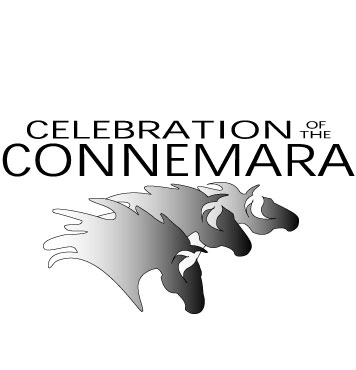 CELEBRATION OF THE
CONNEMARA